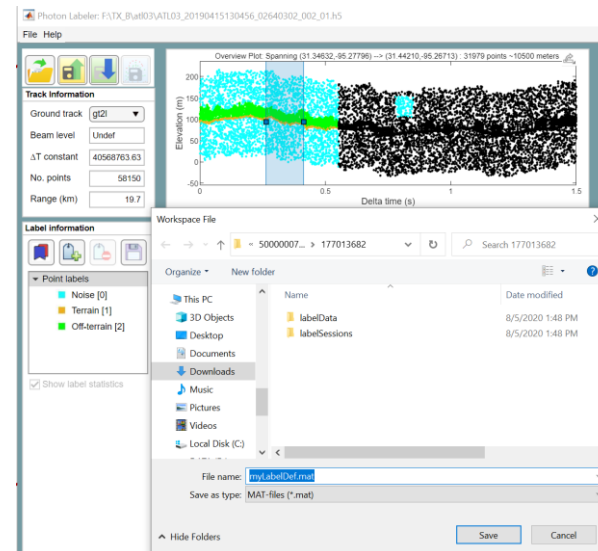 Photon Labeler: F:\TX_B\atl03\ATL03_20190415130456_02640302_002_01.h5
File Help
Track Information
Ground track gt2l
Beam level Undef
ΔT constant 40568763.63
No. points 58150
Range (km) 19.7
Overview Plot: Spanning (31.34632,-95.27796) --> (31.44210,-95.26713) : 31979 points ~10500 meters
Elevation (m)
200
150
100
50
0
-50
0 0.5 1 1.5
Delta time (s)
Label information
Point labels
Noise [0]
Terrain [1]
Off-terrain [2]
Show label statistics
Workspace File
« 50000007... > 177013682
Search 177013682
Organize New folder
This PC
3D Objects
Desktop
Documents
Downloads
Music
Pictures
Videos
Local Disk (C:)
Name Date modified
labelData 8/5/2020 1:48 PM
labelSessions 8/5/2020 1:48 PM
File name: myLabelDef.mat
Save as type: MAT-files (*.mat)
Hide Folders
Save Cancel